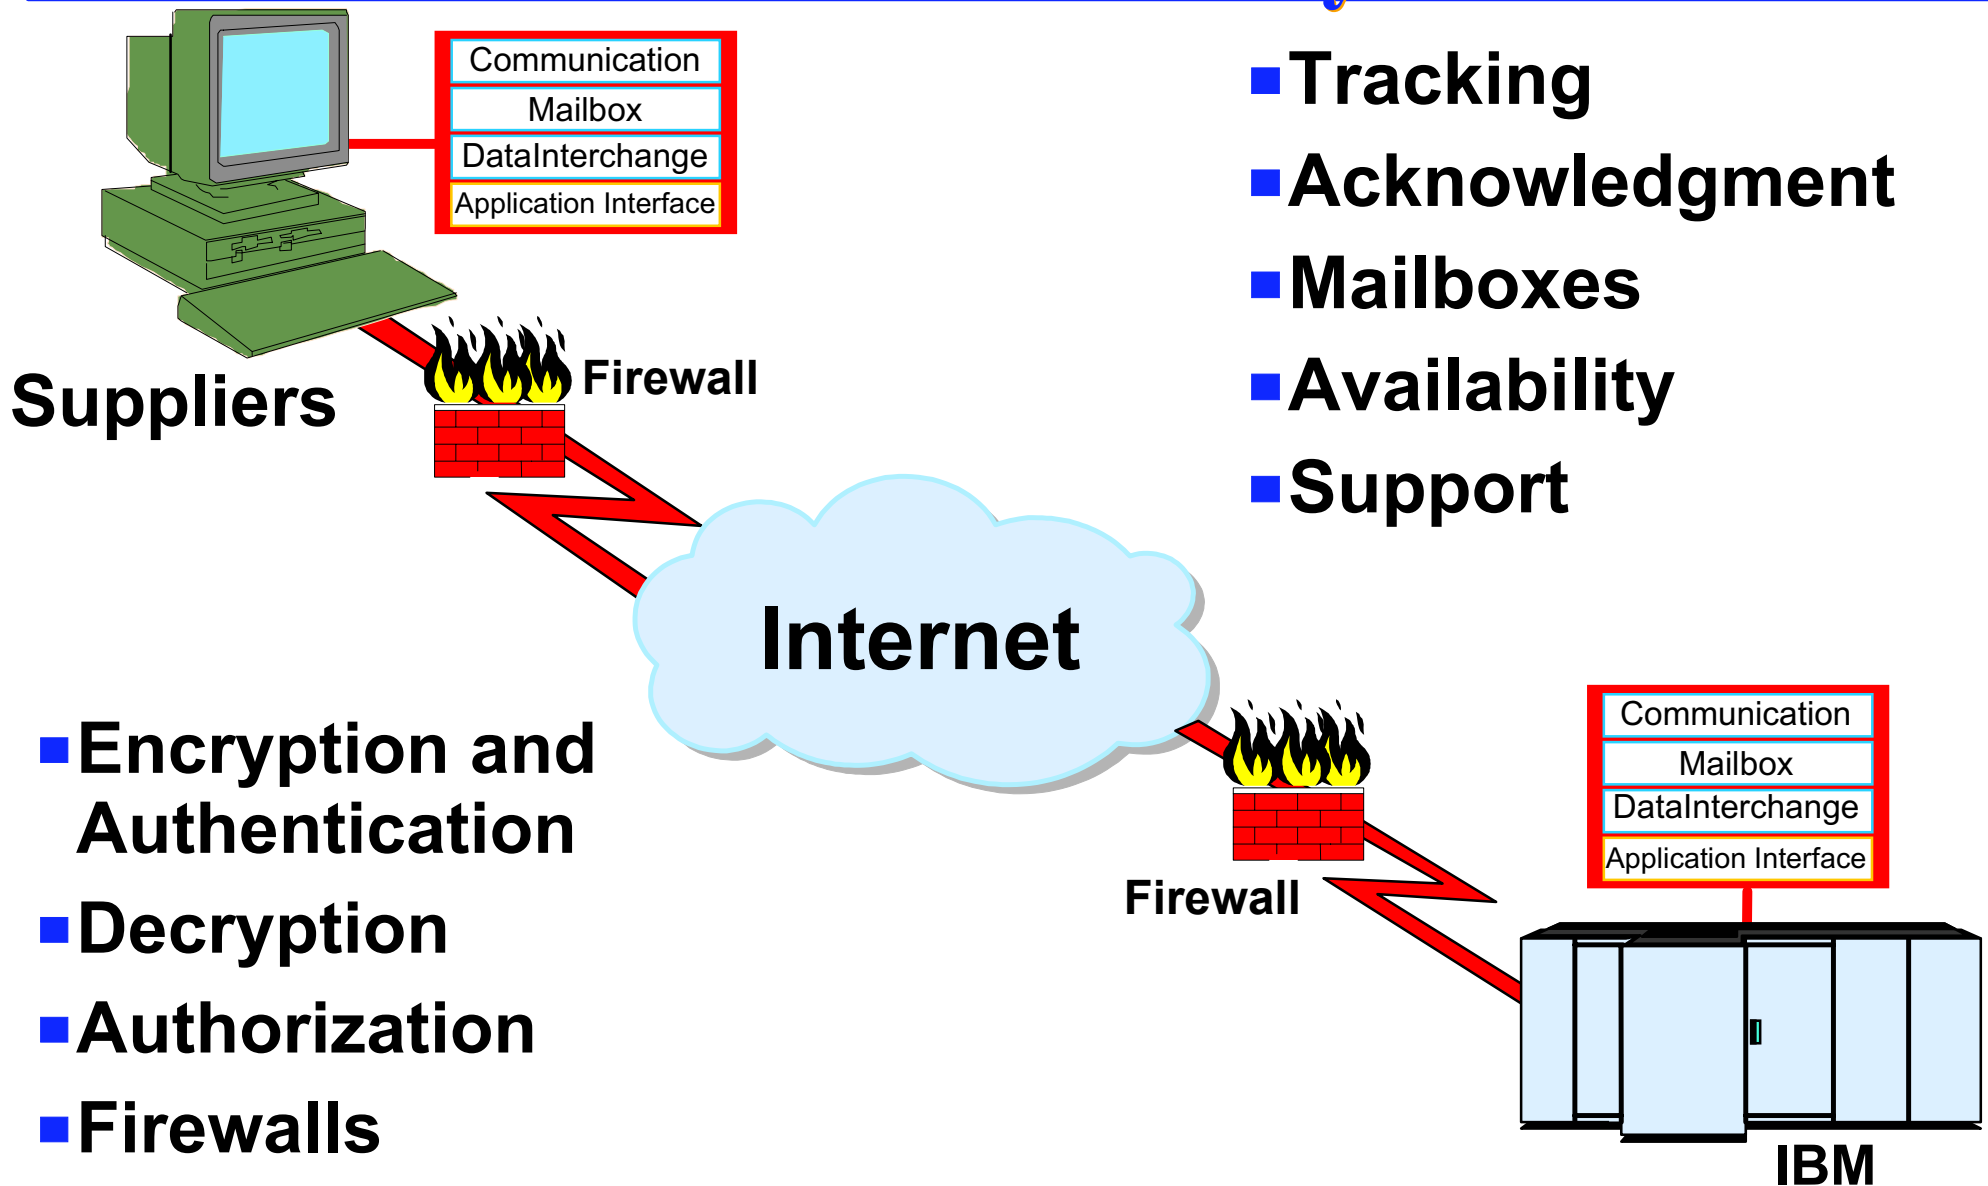 Communication
Mailbox
DataInterchange
Application Interface
Suppliers
Firewall
Tracking
Acknowledgment
Mailboxes
Availability
Support
Internet
Encryption and
Authentication
Decryption
Authorization
Firewalls
Firewall
Communication
Mailbox
DataInterchange
Application Interface
IBM